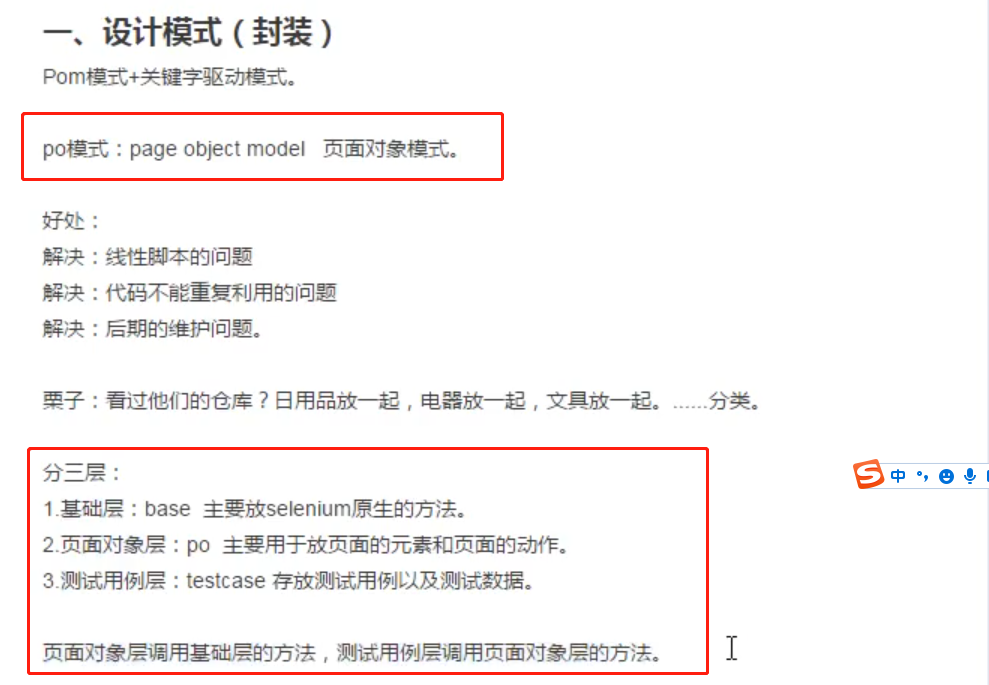 一、设计模式（封装）
Pom模式+关键字驱动模式。
po模式：page object model 页面对象模式。
好处：
解决：线性脚本的问题
解决：代码不能重复利用的问题
解决：后期的维护问题。
栗子：看过他们的仓库？日用品放一起，电器放一起，文具放一起。……分类。
分三层：
1.基础层：base 主要放selenium原生的方法。
2.页面对象层：po 主要用于放页面的元素和页面的动作。
3.测试用例层：testcase 存放测试用例以及测试数据。
页面对象层调用基础层的方法，测试用例层调用页面对象层的方法。
S 中